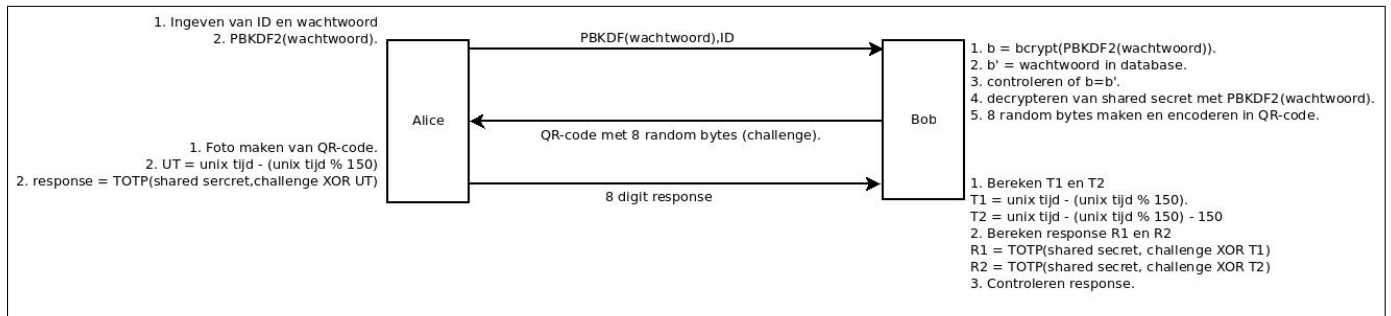 1. Ingeven van ID en wachtwoord
2. PBKDF2(wachtwoord).
PBKDF(wachtwoord),ID
1. b = bcrypt(PBKDF2(wachtwoord)).
2. b' = wachtwoord in database.
3. controleren of b=b'.
4. decrypteren van shared secret met PBKDF2(wachtwoord).
5. 8 random bytes maken en encoderen in QR-code.
Alice
Bob
QR-code met 8 random bytes (challenge).
1. Foto maken van QR-code.
2. UT = unix tijd - (unix tijd % 150)
2. response = TOTP(shared sercret,challenge XOR UT)
8 digit response
1. Bereken T1 en T2
T1 = unix tijd - (unix tijd % 150).
T2 = unix tijd - (unix tijd % 150) - 150
2. Bereken response R1 en R2
R1 = TOTP(shared secret, challenge XOR T1)
R2 = TOTP(shared secret, challenge XOR T2)
3. Controleren response.